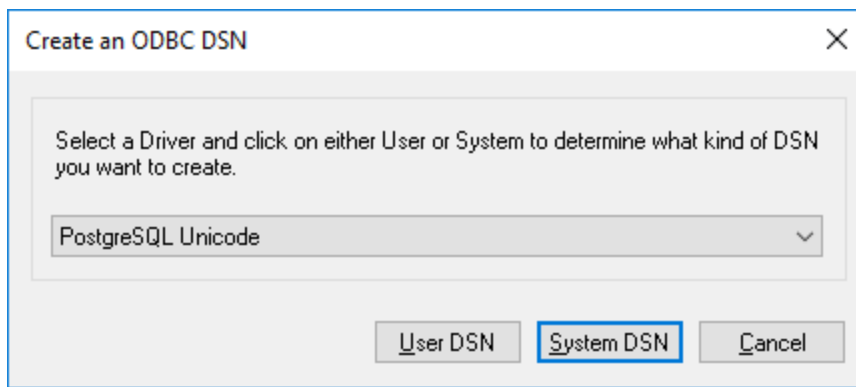 Create an ODBC DSN
Select a Driver and click on either User or System to determine what kind of DSN
you want to create.
PostgreSQL Unicode
User DSN
System DSN
Cancel